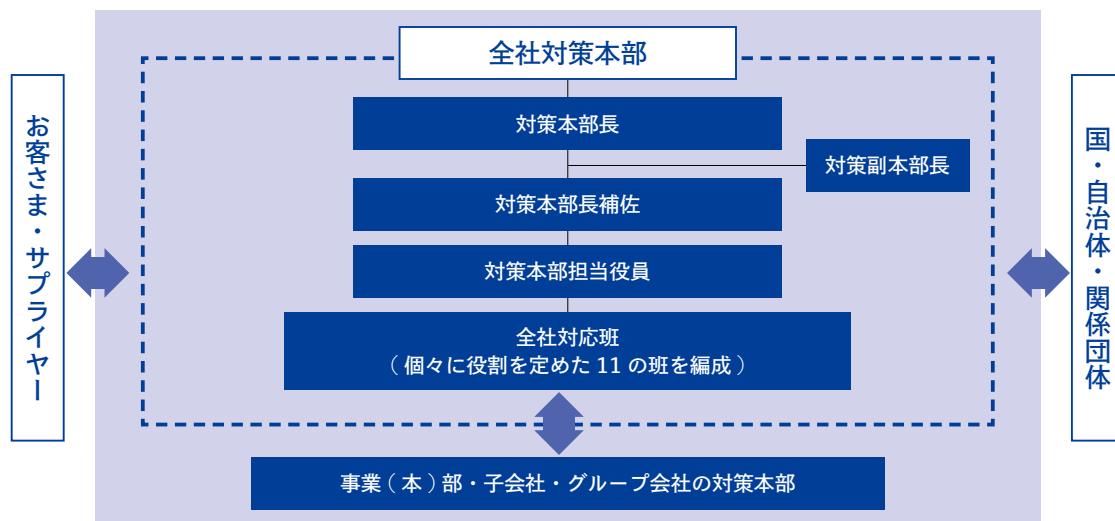 全社対策本部
対策本部長
対策副本部長
対策本部長補佐
対策本部担当役員
全社対応班
( 個々に役割を定めた 11 の班を編成 )
事業 ( 本 ) 部・子会社・グループ会社の対策本部
お客さま・サプライヤー
国・自治体・関係団体